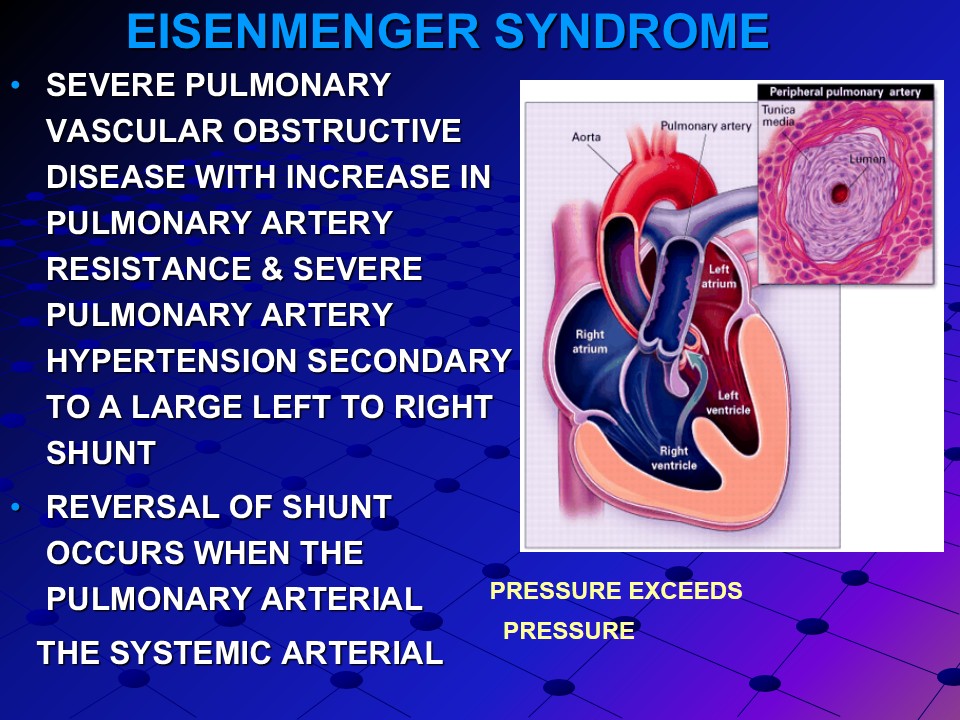 EISENMENGER SYNDROME
• SEVERE PULMONARY
VASCULAR OBSTRUCTIVE
DISEASE WITH INCREASE IN
PULMONARY ARTERY
RESISTANCE & SEVERE
PULMONARY ARTERY
HYPERTENSION SECONDARY
TO A LARGE LEFT TO RIGHT
SHUNT
• REVERSAL OF SHUNT
OCCURS WHEN THE
PULMONARY ARTERIAL
PRESSURE EXCEEDS
THE SYSTEMIC ARTERIAL
PRESSURE
Peripheral pulmonary artery
Tunica
media
Lumen
Aorta
Pulmonary artery
Left
atrium
Right
atrium
Left
ventricle
Right
ventricle